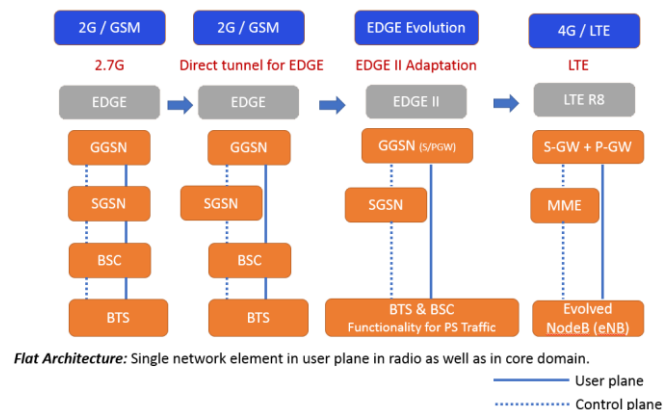 2G / GSM
2G / GSM
EDGE Evolution
4G / LTE
2.7G
Direct tunnel for EDGE
EDGE II Adaptation
LTE
EDGE
EDGE
EDGE II
LTE R8
GGSN
GGSN
GGSN (S/PGW)
S-GW + P-GW
SGSN
SGSN
SGSN
MME
BSC
BSC
BTS
BTS
BTS & BSC
Functionality for PS Traffic
Evolved
NodeB (eNB)
Flat Architecture: Single network element in user plane in radio as well as in core domain.
User plane
Control plane